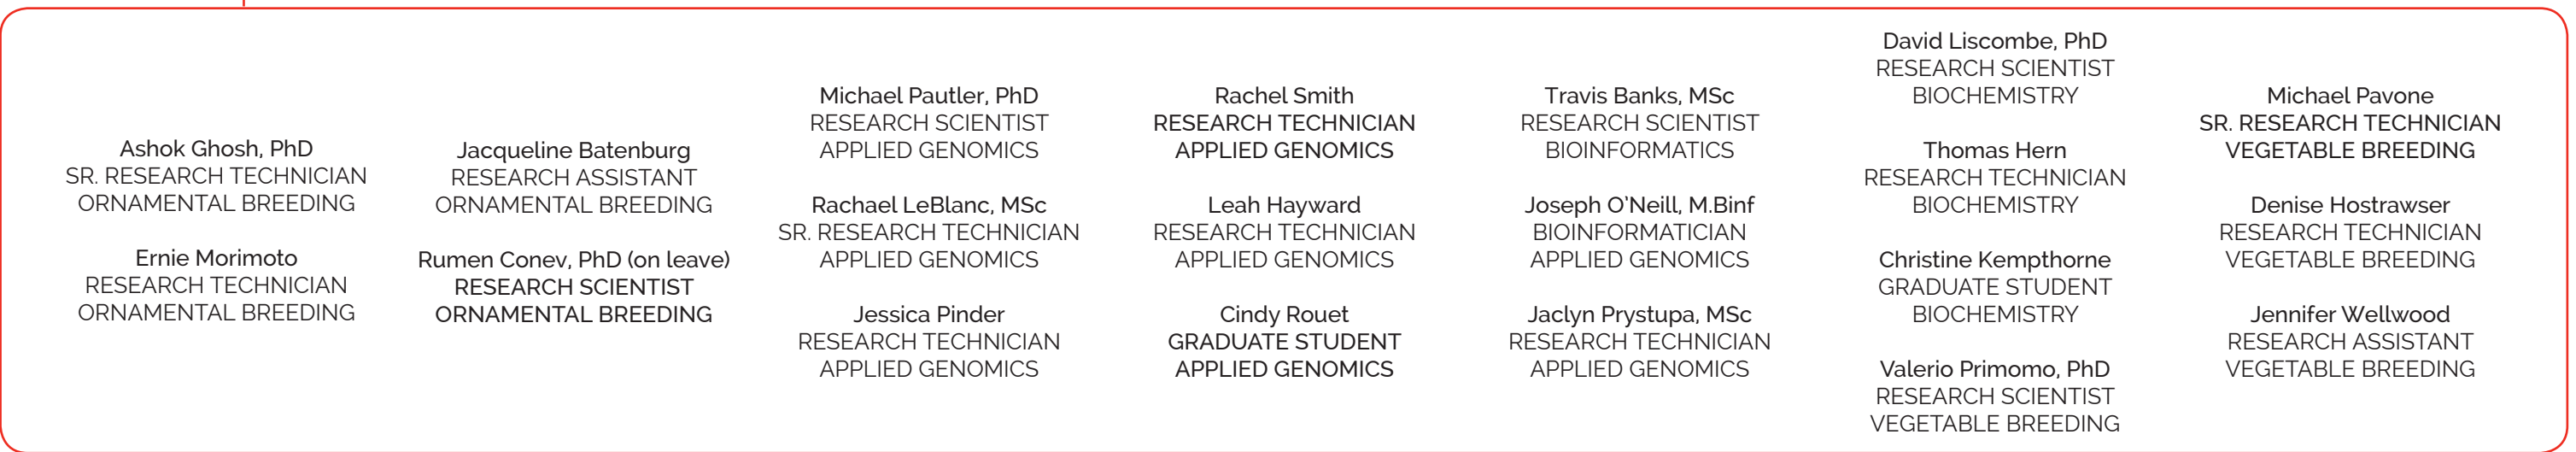 Ashok Ghosh, PhD
SR. RESEARCH TECHNICIAN
ORNAMENTAL BREEDING
Ernie Morimoto
RESEARCH TECHNICIAN
ORNAMENTAL BREEDING
Jacqueline Batenburg
RESEARCH ASSISTANT
ORNAMENTAL BREEDING
Rumen Conev, PhD (on leave)
RESEARCH SCIENTIST
ORNAMENTAL BREEDING
Michael Pautler, PhD
RESEARCH SCIENTIST
APPLIED GENOMICS
Rachael LeBlanc, MSc
SR. RESEARCH TECHNICIAN
APPLIED GENOMICS
Jessica Pinder
RESEARCH TECHNICIAN
APPLIED GENOMICS
Rachel Smith
RESEARCH TECHNICIAN
APPLIED GENOMICS
Leah Hayward
RESEARCH TECHNICIAN
APPLIED GENOMICS
Cindy Rouet
GRADUATE STUDENT
APPLIED GENOMICS
Travis Banks, MSc
RESEARCH SCIENTIST
BIOINFORMATICS
Joseph O'Neill, M.Binf
BIOINFORMATICIAN
APPLIED GENOMICS
Jaclyn Prystupa, MSc
RESEARCH TECHNICIAN
APPLIED GENOMICS
David Liscombe, PhD
RESEARCH SCIENTIST
BIOCHEMISTRY
Thomas Hern
RESEARCH TECHNICIAN
BIOCHEMISTRY
Christine Kempthorne
GRADUATE STUDENT
BIOCHEMISTRY
Valerio Primomo, PhD
RESEARCH SCIENTIST
VEGETABLE BREEDING
Michael Pavone
SR. RESEARCH TECHNICIAN
VEGETABLE BREEDING
Denise Hostrawser
RESEARCH TECHNICIAN
VEGETABLE BREEDING
Jennifer Wellwood
RESEARCH ASSISTANT
VEGETABLE BREEDING